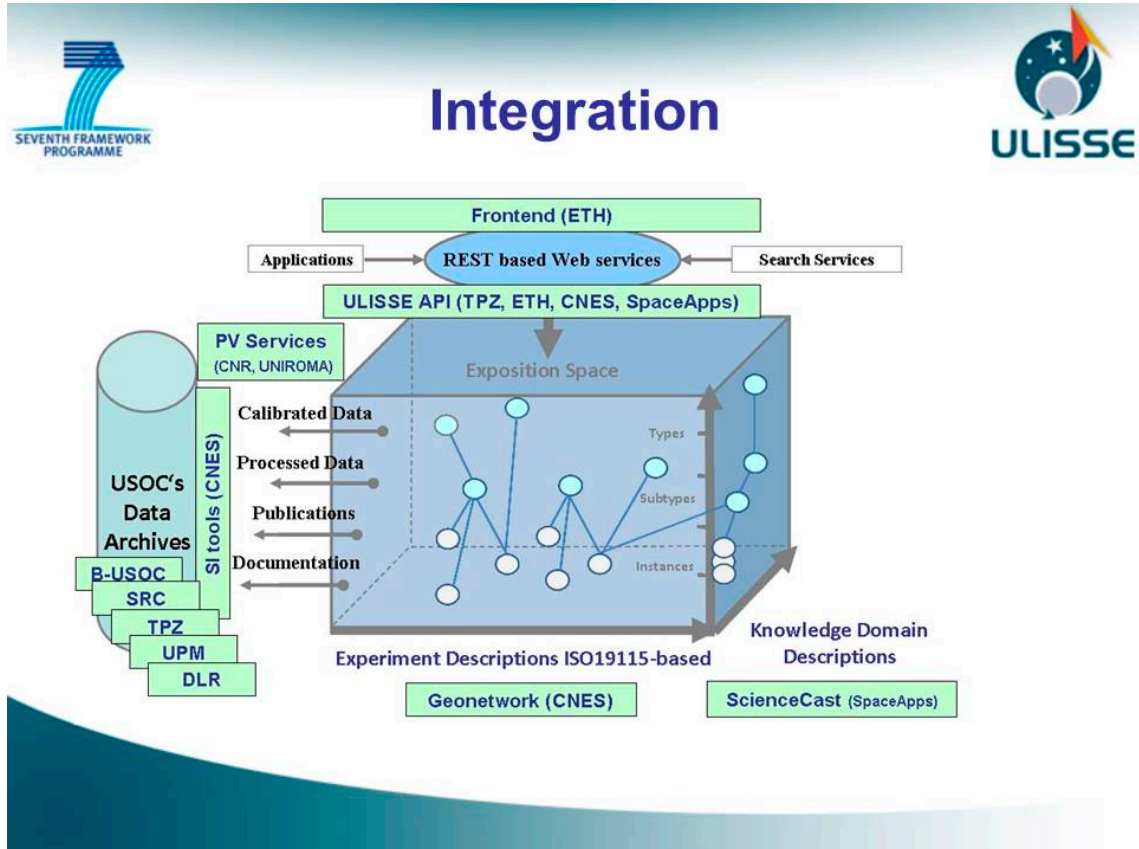 SEVENTH FRAMEWORK
PROGRAMME
Integration
ULISSE
Frontend (ETH)
Applications
REST based Web services
Search Services
ULISSE API (TPZ, ETH, CNES, SpaceApps)
PV Services
(CNR, UNIROMA)
Exposition Space
Calibrated Data
Processed Data
Publications
Documentation
Types
Subtypes
Instances
USOC‘s
Data
Archives
SI tools (CNES)
B-USOC
SRC
TPZ
UPM
DLR
Experiment Descriptions ISO19115-based
Knowledge Domain
Descriptions
Geonetwork (CNES)
ScienceCast (SpaceApps)